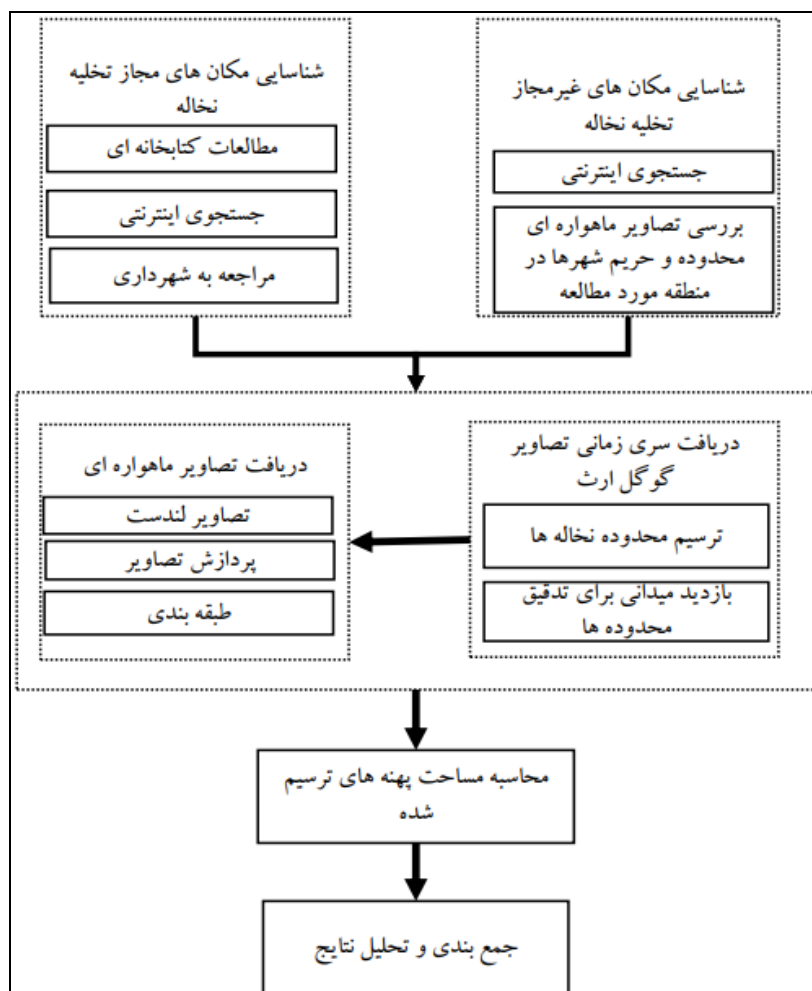 شناسایی مکان های غیرمجاز
تخلیه نخاله
جستجوی اینترنتی
بررسی تصاویر ماهواره ای
محدوده و حریم شهرها در
منطقه مورد مطالعه
شناسایی مکان های مجاز تخلیه
نخاله
مطالعات کتابخانه ای
جستجوی اینترنتی
مراجعه به شهرداری
دریافت سری زمانی تصاویر
گوگل ارث
ترسیم محدوده نخاله ها
بازدید میدانی برای تدقیق
محدوده ها
دریافت تصاویر ماهواره ای
تصاویر لندست
پردازش تصاویر
طبقه بندی
محاسبه مساحت پهنه های ترسیم
شده
جمع بندی و تحلیل نتایج